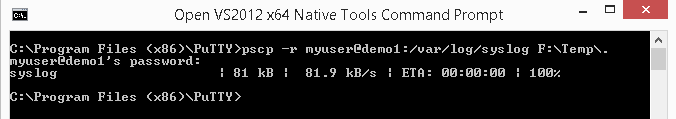 Open VS2012 x64 Native Tools Command Prompt
C:\Program Files (x86)\PuTTY>pscp -r myuser@demo1:/var/log/syslog F:\Temp\.
myuser@demo1's password:
syslog                    | 81 kB |  81.9 kB/s | ETA: 00:00:00 | 100%
C:\Program Files (x86)\PuTTY>